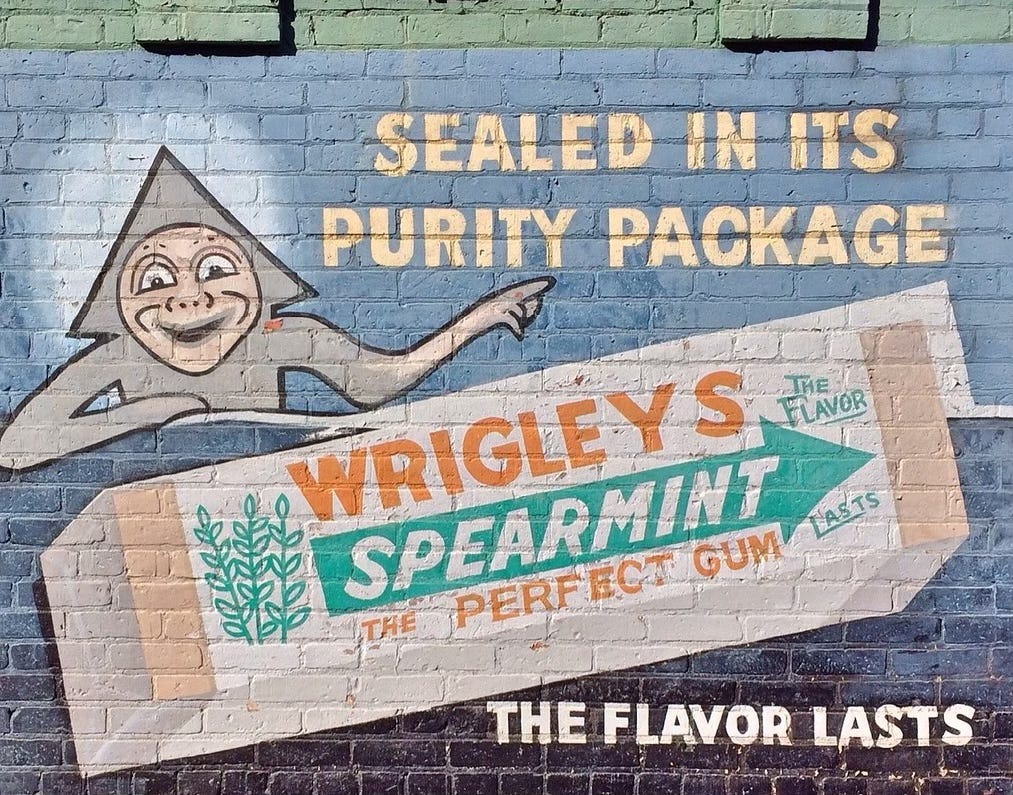 SEALED IN ITS
PURITY PACKAGE
WRIGLEYS
THE
FLAVOR
SPEARMINT
LASTS
THE PERFECT GUM
THE FLAVOR LASTS